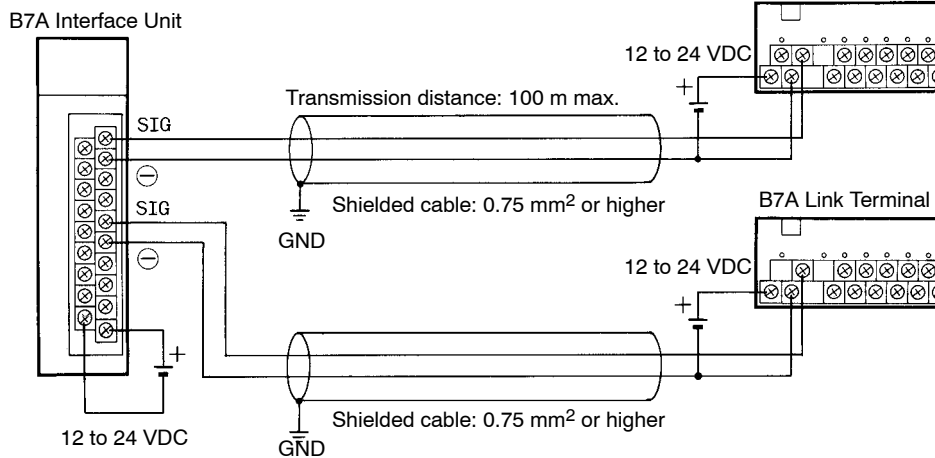 B7A Interface Unit
12 to 24 VDC
+
Transmission distance: 100 m max.
SIG
⊖
Shielded cable: 0.75 mm² or higher
GND
SIG
⊖
B7A Link Terminal
12 to 24 VDC
+
+
12 to 24 VDC
Shielded cable: 0.75 mm² or higher
GND